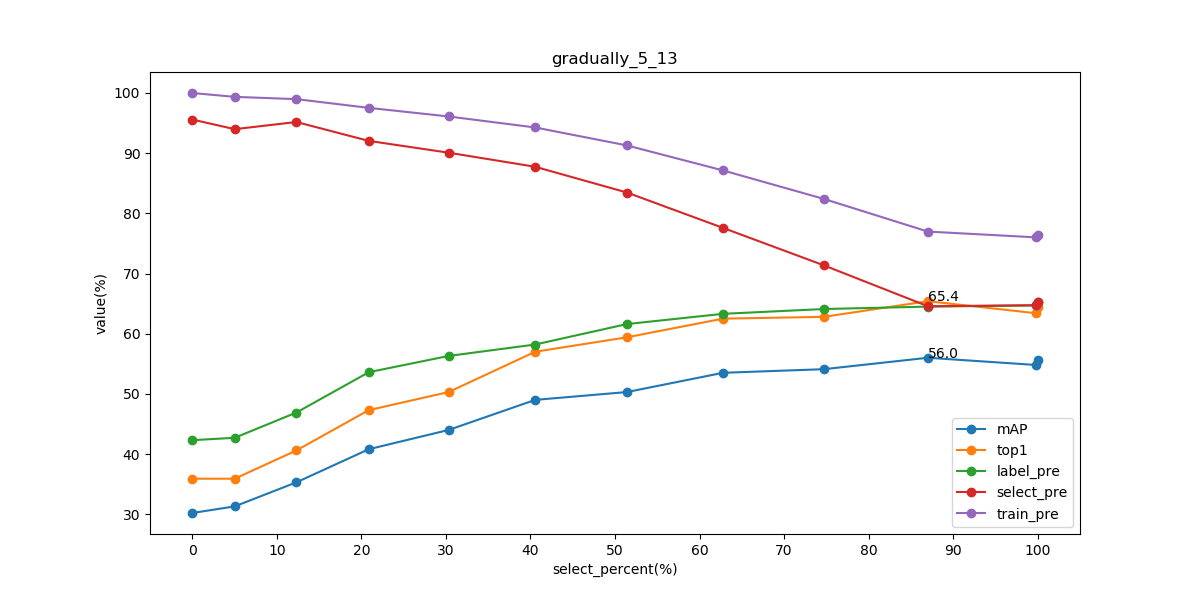 gradually_5_13
value(%)
100
90
80
70
60
50
40
30
65.4
56.0
mAP
top1
label_pre
select_pre
train_pre
0 10 20 30 40 50 60 70 80 90 100
select_percent(%)